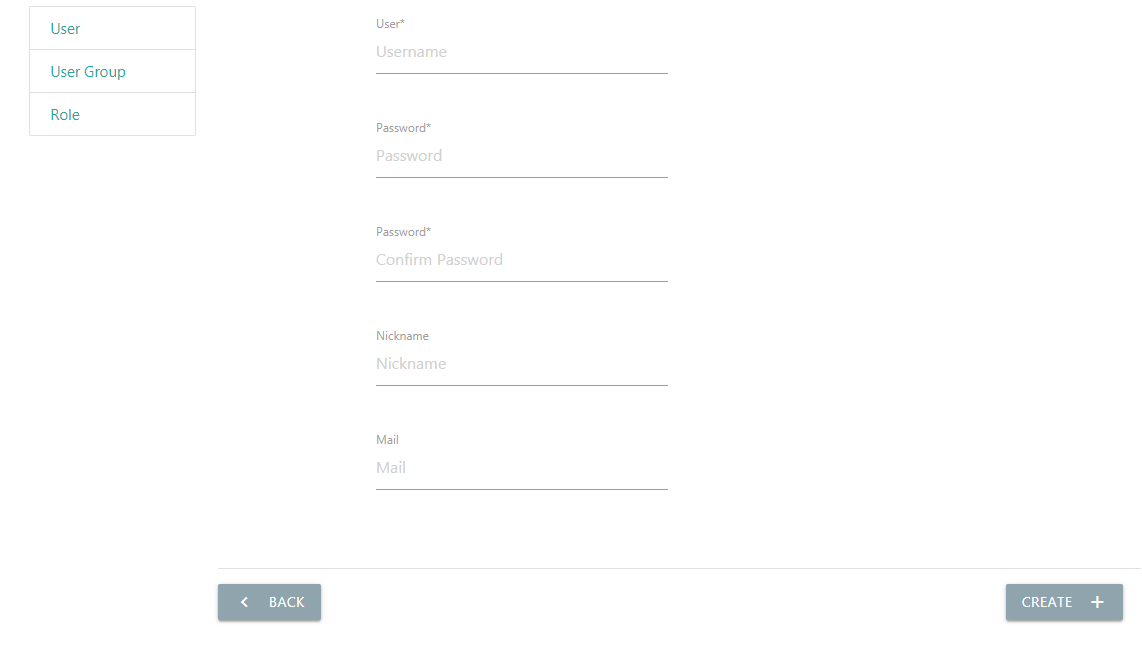 User
User Group
Role
User*
Username
Password*
Password
Password*
Confirm Password
Nickname
Nickname
Mail
Mail
BACK
CREATE